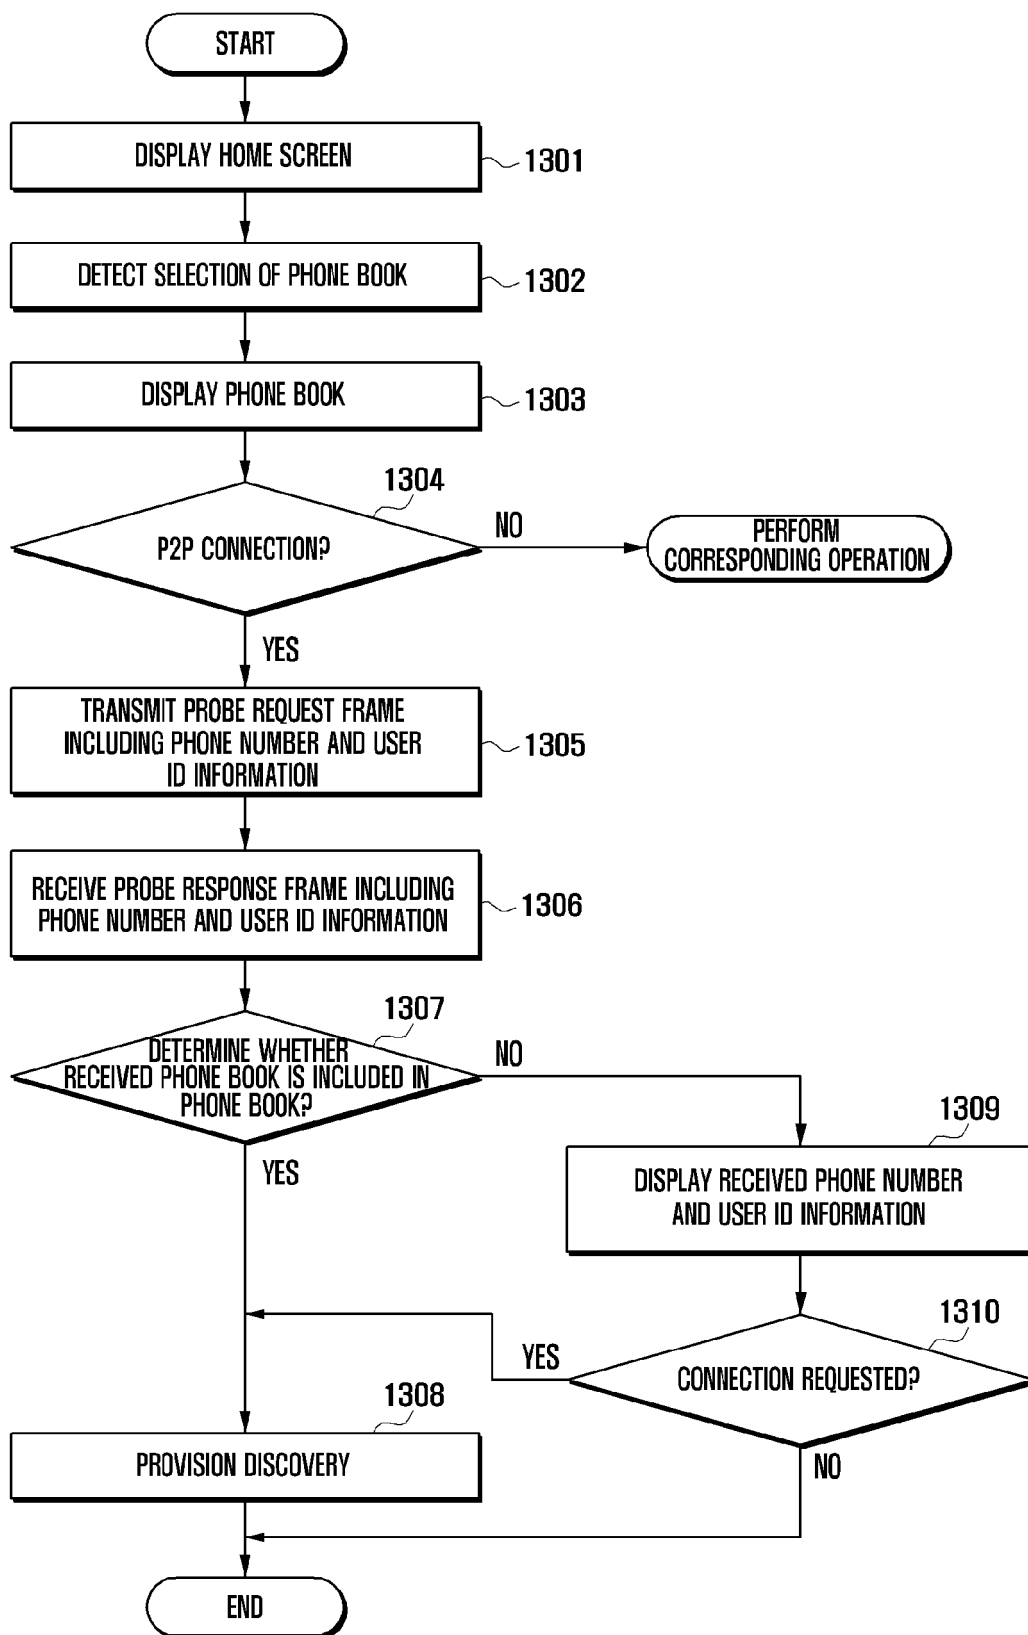 START
DISPLAY HOME SCREEN
1301
DETECT SELECTION OF PHONE BOOK
1302
DISPLAY PHONE BOOK
1303
1304
P2P CONNECTION?
NO
PERFORM
CORRESPONDING OPERATION
YES
TRANSMIT PROBE REQUEST FRAME
INCLUDING PHONE NUMBER AND USER
ID INFORMATION
1305
RECEIVE PROBE RESPONSE FRAME INCLUDING
PHONE NUMBER AND USER ID INFORMATION
1306
1307
DETERMINE WHETHER
RECEIVED PHONE BOOK IS INCLUDED IN
PHONE BOOK?
NO
YES
1309
DISPLAY RECEIVED PHONE NUMBER
AND USER ID INFORMATION
1310
CONNECTION REQUESTED?
YES
NO
1308
PROVISION DISCOVERY
END